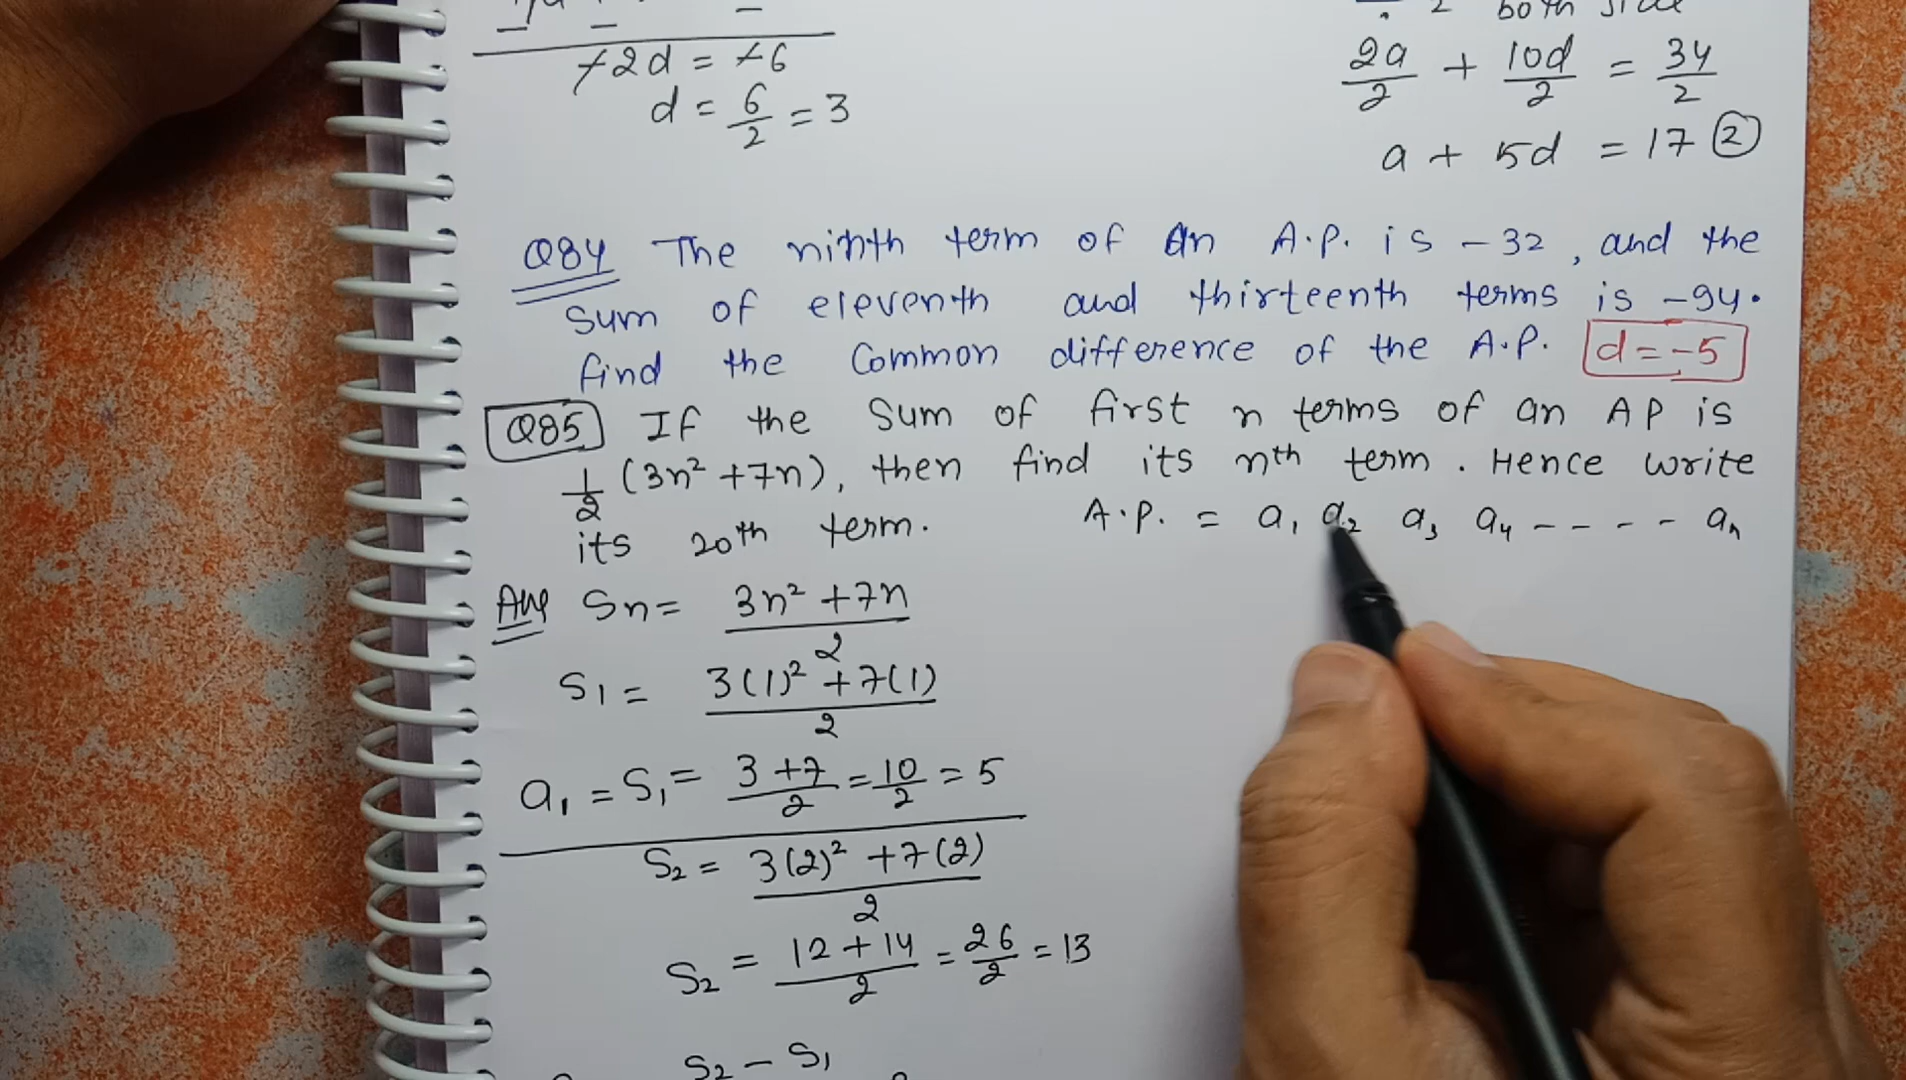 +2d = +6
d = 6/2 = 3
2 both side
2a/2 + 10d/2 = 34/2
a + 5d = 17 ②
Q84 The ninth term of an A.P. is -32, and the
sum of eleventh and thirteenth terms is -94.
find the Common difference of the A.P. d = -5
Q85 If the Sum of first n terms of an AP is
1/2 (3n² + 7n), then find its nth term. Hence write
its 20th term. A.P. = a₁ a₂ a₃ a₄ ---- aₙ
Ans Sn = 3n² + 7n/2
S1 = 3(1)² + 7(1)/2
a₁ = S₁ = 3+7/2 = 10/2 = 5
S₂ = 3(2)² + 7(2)/2
S₂ = 12 + 14/2 = 26/2 = 13
S₂ - S₁